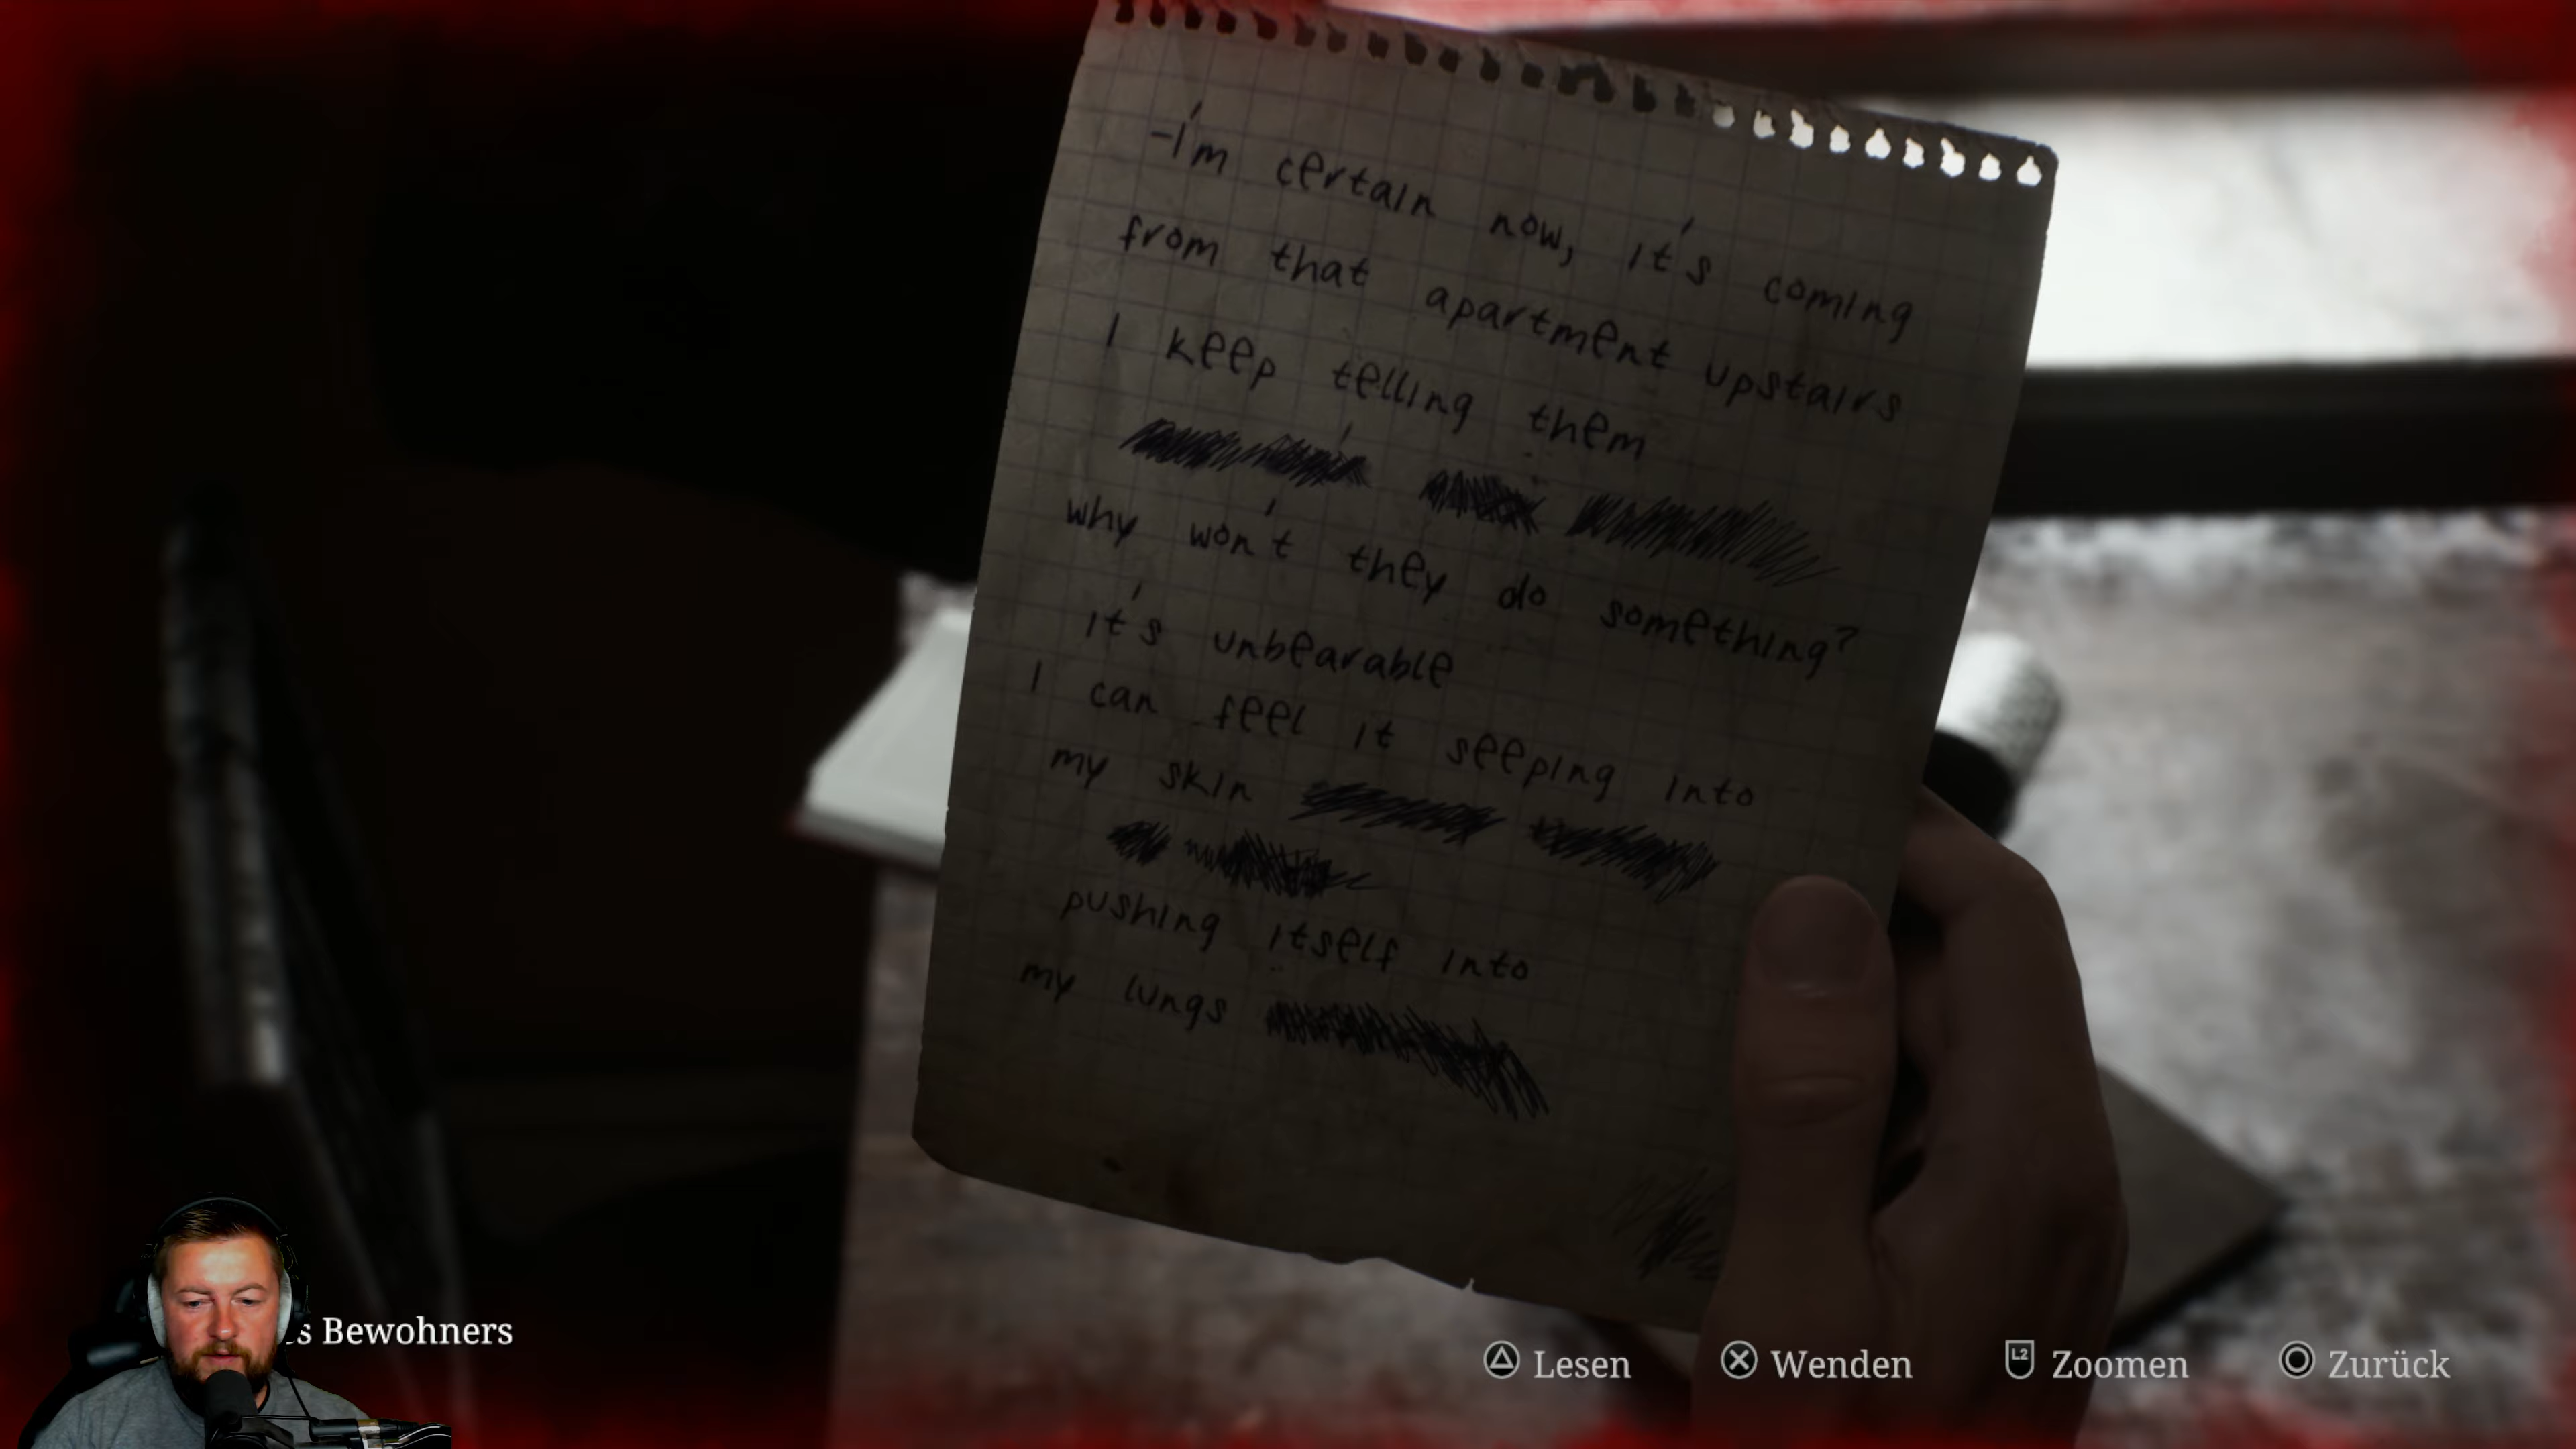 -I'm certain now, it's coming
from that apartment upstairs
I keep telling them
why won't they do something?
it's unbearable
I can feel it seeping into
my skin
pushing itself into
my lungs
Bewohners
Lesen Wenden L2 Zoomen Zurück